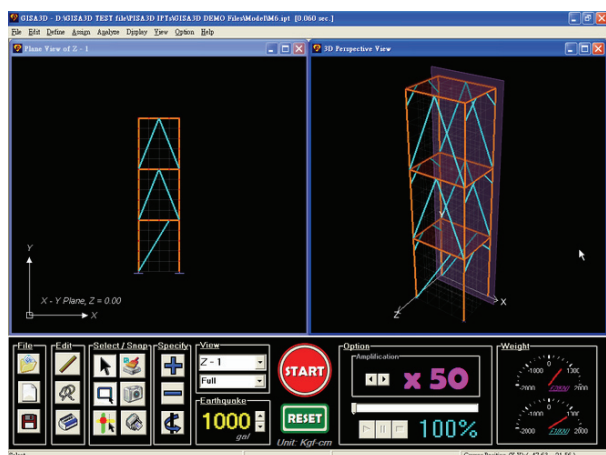 GISA3D - D:\GISA3D TEST file\PISA3D IPTs\GISA3D DEMO Files\Model\M6.ipt [0.060 sec.]
File Edit Define Assign Analyze Display View Option Help
Plane View of Z - 1
3D Perspective View
Y
X - Y Plane, Z = 0.00
X
Y
Z
X
File
Edit
Select / Snap
Specify
View
Z - 1
Full
Earthquake
1000
gal
START
RESET
Unit: Kgf-cm
Option
Amplification
x 50
100%
Weight
-1000 1000
-2000 2000
-1000 1000
-2000 2000